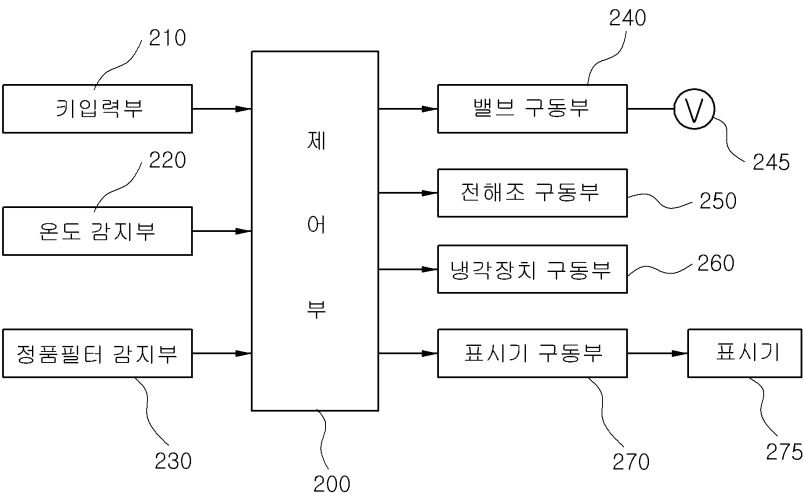 210
키입력부
220
온도 감지부
정품필터 감지부
230
제
어
부
200
240
밸브 구동부
V
245
전해조 구동부
250
냉각장치 구동부
260
표시기 구동부
270
표시기
275